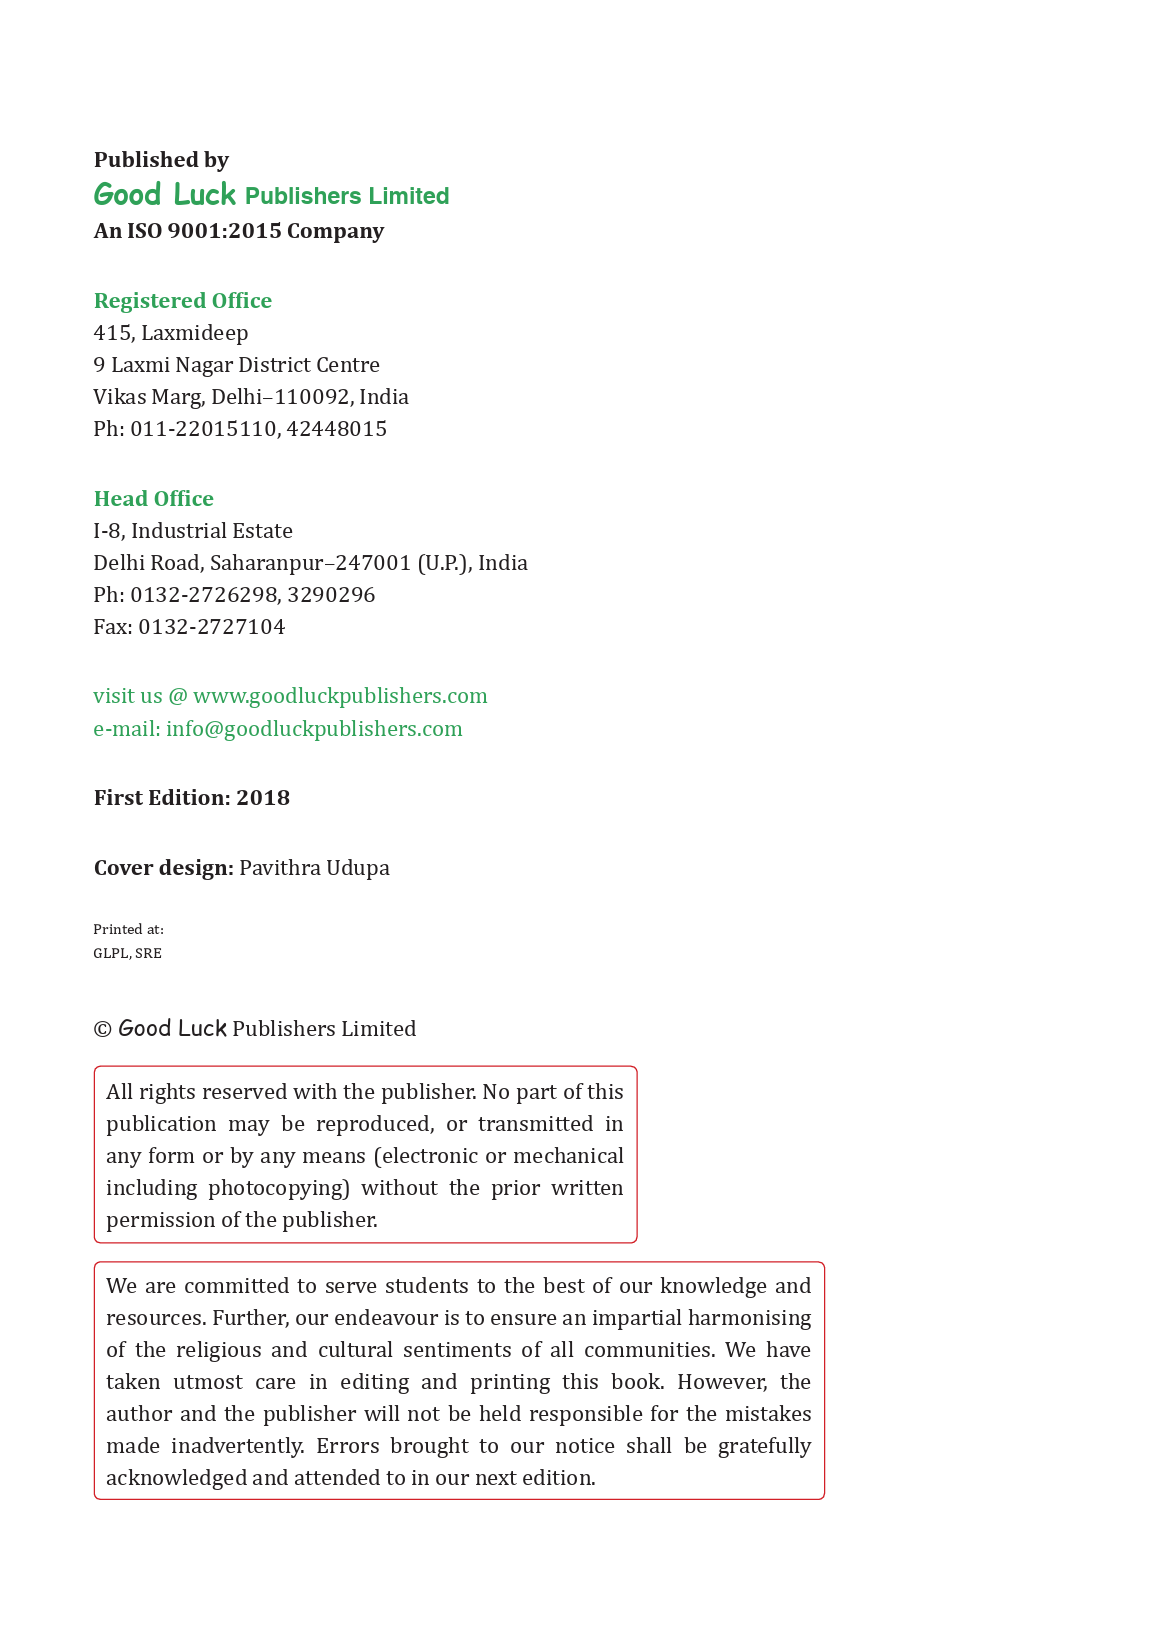 Published by
Good Luck Publishers Limited
An ISO 9001:2015 Company
Registered Office
415, Laxmideep
9 Laxmi Nagar District Centre
Vikas Marg, Delhi–110092, India
Ph: 011-22015110, 42448015
Head Office
I-8, Industrial Estate
Delhi Road, Saharanpur–247001 (U.P.), India
Ph: 0132-2726298, 3290296
Fax: 0132-2727104
visit us @ www.goodluckpublishers.com
e-mail: info@goodluckpublishers.com
First Edition: 2018
Cover design: Pavithra Udupa
Printed at:
GLPL, SRE
© Good Luck Publishers Limited
All rights reserved with the publisher. No part of this
publication may be reproduced, or transmitted in
any form or by any means (electronic or mechanical
including photocopying) without the prior written
permission of the publisher.
We are committed to serve students to the best of our knowledge and
resources. Further, our endeavour is to ensure an impartial harmonising
of the religious and cultural sentiments of all communities. We have
taken utmost care in editing and printing this book. However, the
author and the publisher will not be held responsible for the mistakes
made inadvertently. Errors brought to our notice shall be gratefully
acknowledged and attended to in our next edition.